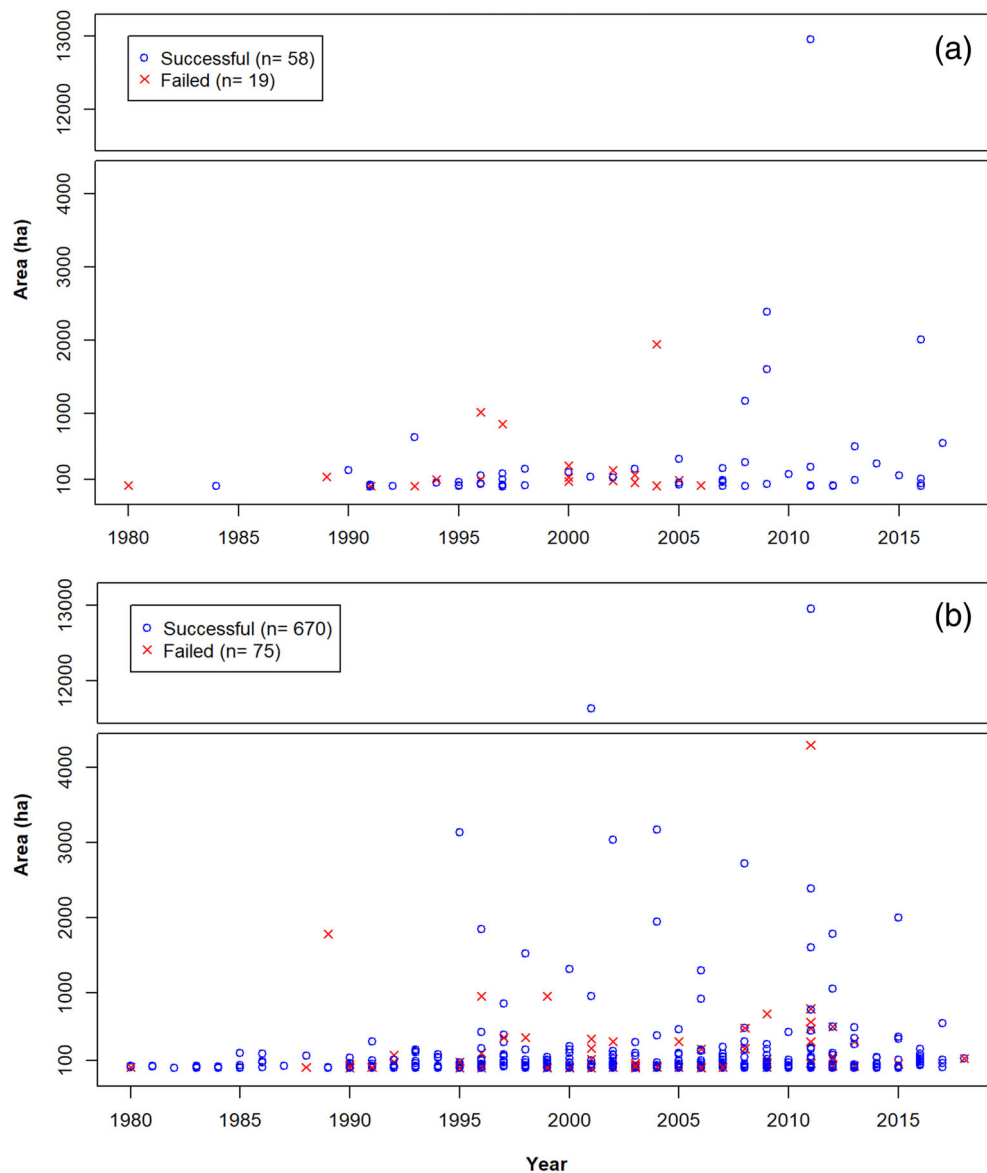 (a)
Successful (n= 58)
Failed (n= 19)
13000
12000
Area (ha)
4000
3000
2000
1000
100
1980 1985 1990 1995 2000 2005 2010 2015
(b)
Successful (n= 670)
Failed (n= 75)
13000
12000
Area (ha)
4000
3000
2000
1000
100
1980 1985 1990 1995 2000 2005 2010 2015
Year